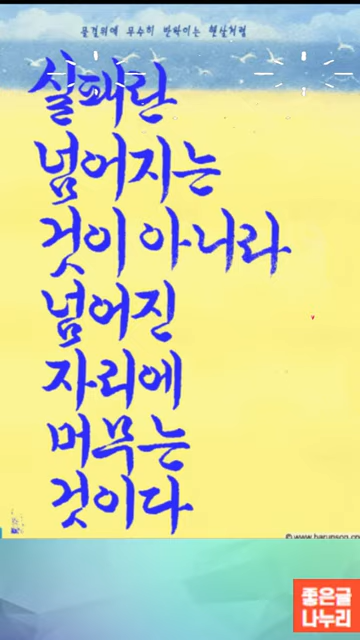 물결위에 무수히 반짝이는 햇살처럼
실패란
넘어지는
것이 아니라
넘어진
자리에
머무는
것이다
좋은글
나누리